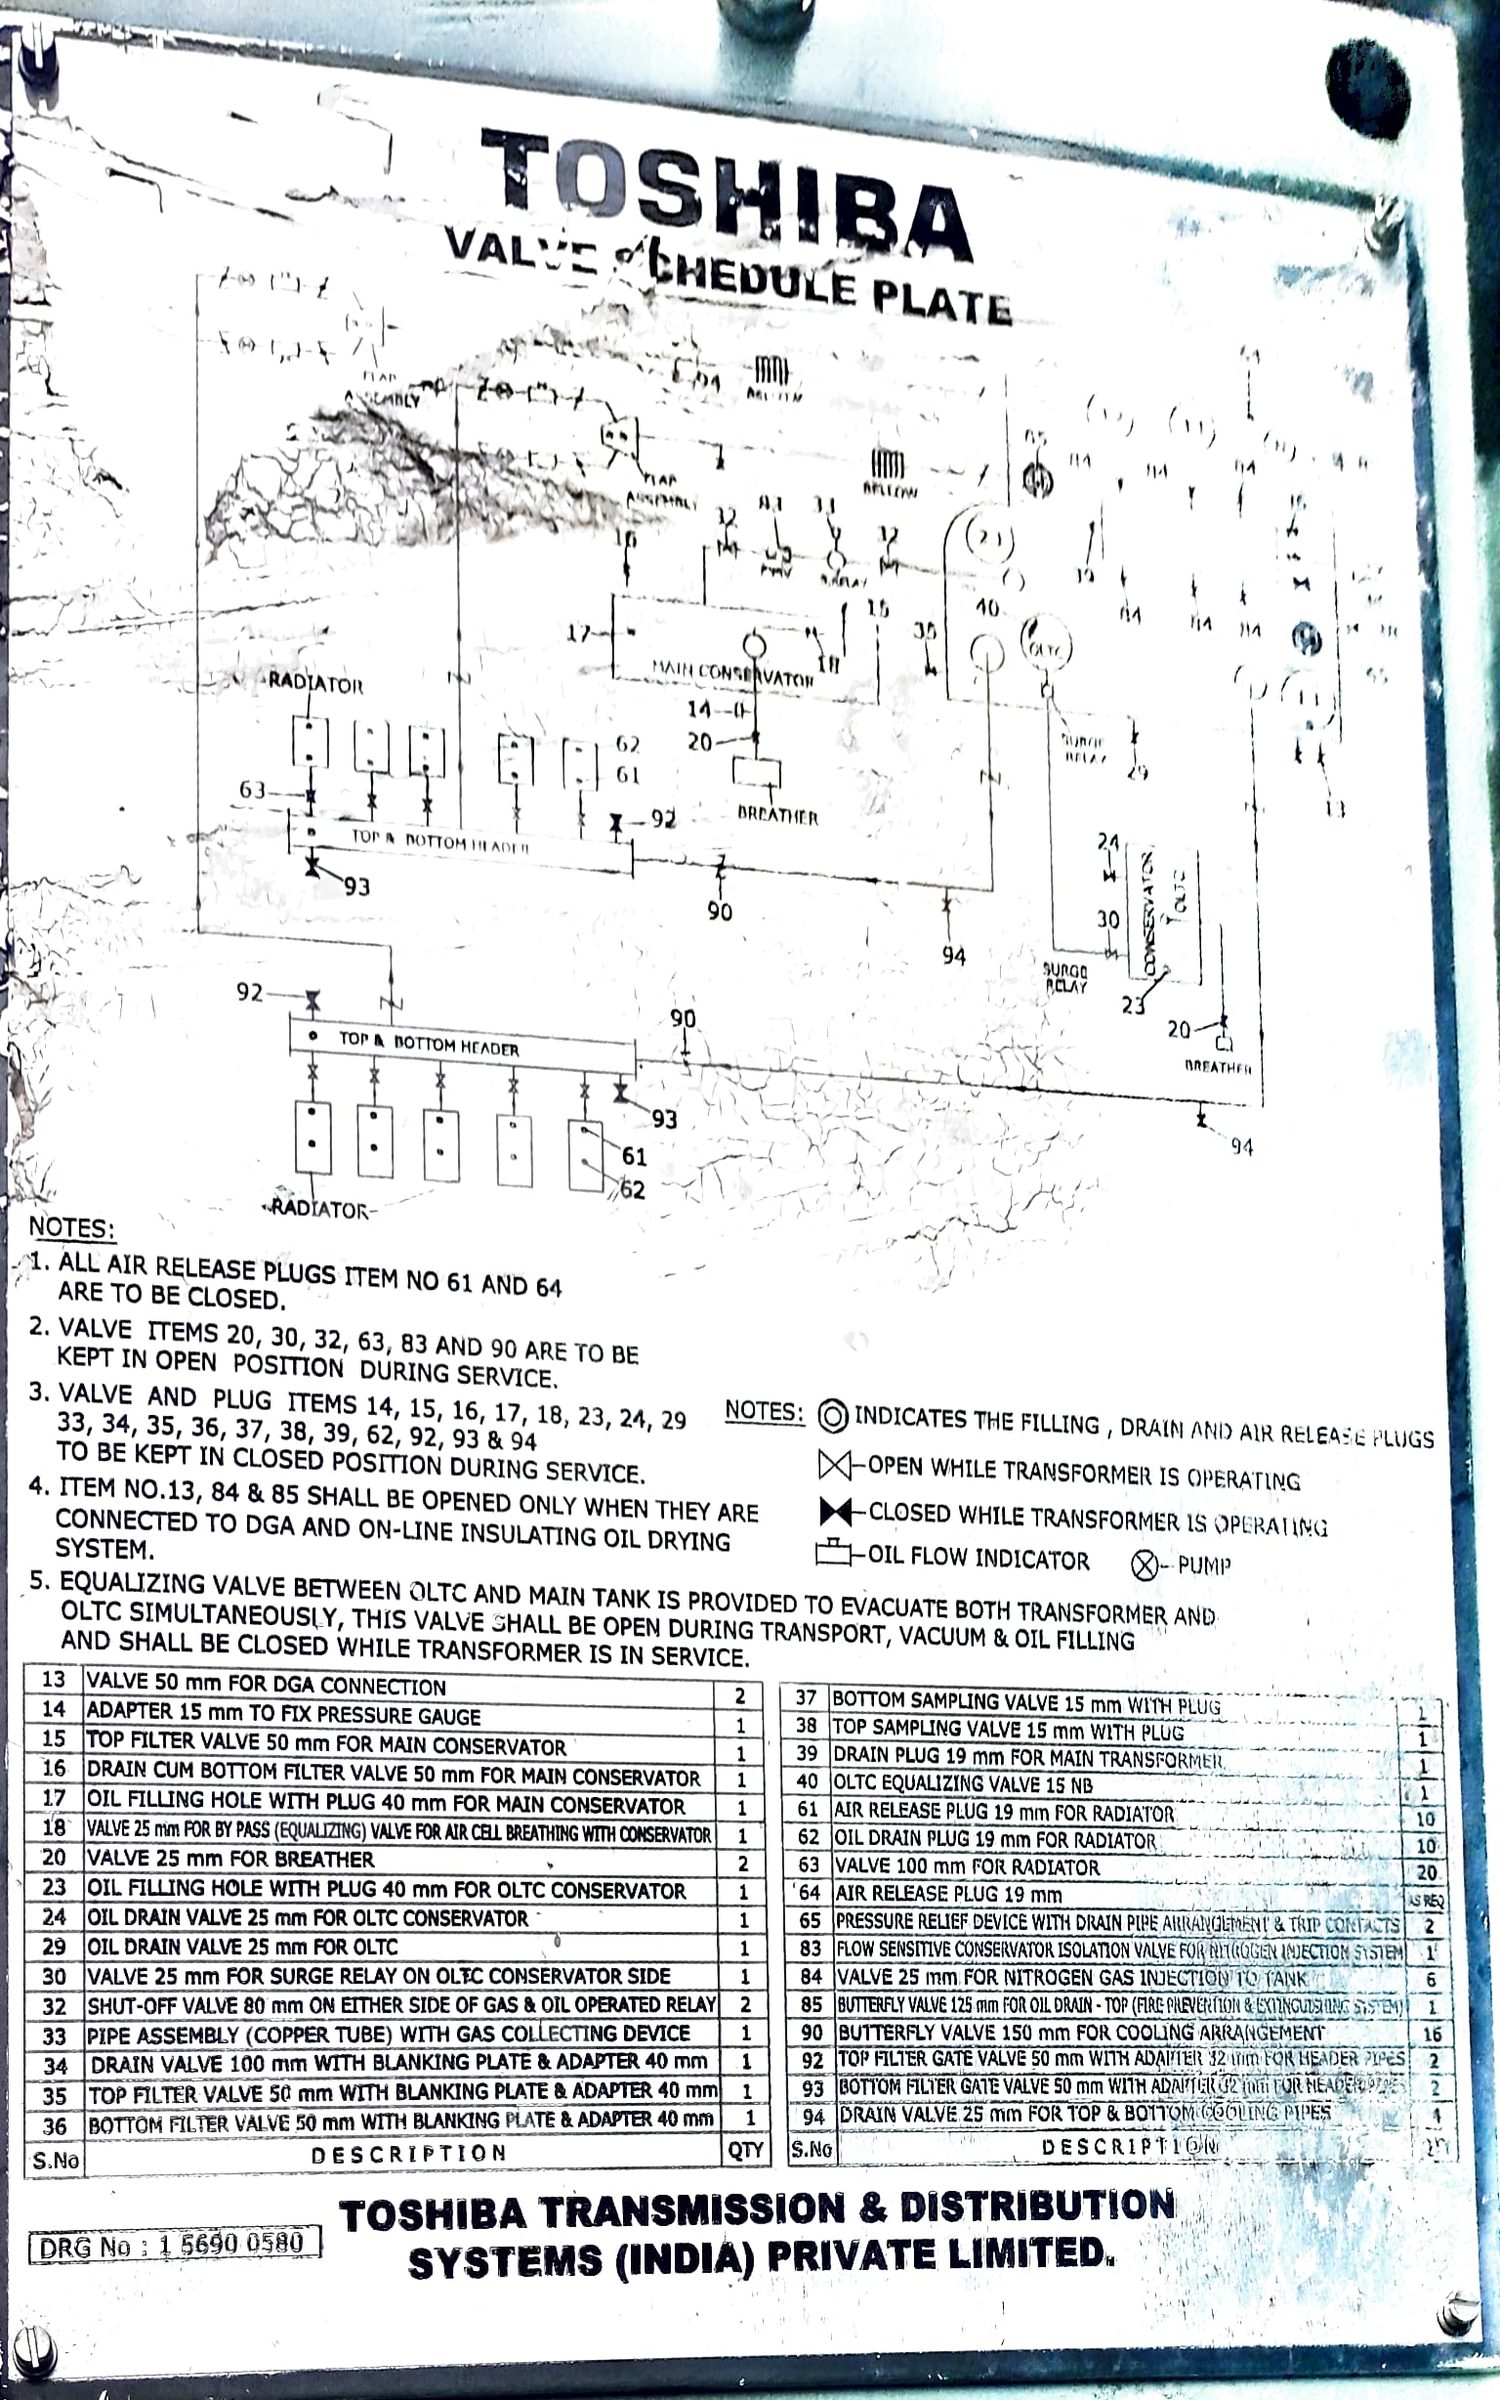 TOSHIBA
VALVE SCHEDULE PLATE
ASSEMBLY
BELLOW
ASSEMBLY
BELLOW
85
32
33
32
16
17
18
40
MAIN CONSERVATOR
OLTC
14
20
BREATHER
SURGE
RELAY
29
13
RADIATOR
62
61
63
92
TOP & BOTTOM HEADER
93
90
94
24
30
CONSERVATOR
OLTC
SURGE
RELAY
23
20
BREATHER
92
90
TOP & BOTTOM HEADER
93
94
61
62
RADIATOR
NOTES:
1. ALL AIR RELEASE PLUGS ITEM NO 61 AND 64
ARE TO BE CLOSED.
2. VALVE ITEMS 20, 30, 32, 63, 83 AND 90 ARE TO BE
KEPT IN OPEN POSITION DURING SERVICE.
3. VALVE AND PLUG ITEMS 14, 15, 16, 17, 18, 23, 24, 29
33, 34, 35, 36, 37, 38, 39, 62, 92, 93 & 94
TO BE KEPT IN CLOSED POSITION DURING SERVICE.
4. ITEM NO.13, 84 & 85 SHALL BE OPENED ONLY WHEN THEY ARE
CONNECTED TO DGA AND ON-LINE INSULATING OIL DRYING
SYSTEM.
5. EQUALIZING VALVE BETWEEN OLTC AND MAIN TANK IS PROVIDED TO EVACUATE BOTH TRANSFORMER AND
OLTC SIMULTANEOUSLY, THIS VALVE SHALL BE OPEN DURING TRANSPORT, VACUUM & OIL FILLING
AND SHALL BE CLOSED WHILE TRANSFORMER IS IN SERVICE.
NOTES: INDICATES THE FILLING , DRAIN AND AIR RELEASE PLUGS
OPEN WHILE TRANSFORMER IS OPERATING
CLOSED WHILE TRANSFORMER IS OPERATING
OIL FLOW INDICATOR PUMP
13 VALVE 50 mm FOR DGA CONNECTION 2
14 ADAPTER 15 mm TO FIX PRESSURE GAUGE 1
15 TOP FILTER VALVE 50 mm FOR MAIN CONSERVATOR 1
16 DRAIN CUM BOTTOM FILTER VALVE 50 mm FOR MAIN CONSERVATOR 1
17 OIL FILLING HOLE WITH PLUG 40 mm FOR MAIN CONSERVATOR 1
18 VALVE 25 mm FOR BY PASS (EQUALIZING) VALVE FOR AIR CELL BREATHING WITH CONSERVATOR 1
20 VALVE 25 mm FOR BREATHER 2
23 OIL FILLING HOLE WITH PLUG 40 mm FOR OLTC CONSERVATOR 1
24 OIL DRAIN VALVE 25 mm FOR OLTC CONSERVATOR 1
29 OIL DRAIN VALVE 25 mm FOR OLTC 1
30 VALVE 25 mm FOR SURGE RELAY ON OLTC CONSERVATOR SIDE 1
32 SHUT-OFF VALVE 80 mm ON EITHER SIDE OF GAS & OIL OPERATED RELAY 2
33 PIPE ASSEMBLY (COPPER TUBE) WITH GAS COLLECTING DEVICE 1
34 DRAIN VALVE 100 mm WITH BLANKING PLATE & ADAPTER 40 mm 1
35 TOP FILTER VALVE 50 mm WITH BLANKING PLATE & ADAPTER 40 mm 1
36 BOTTOM FILTER VALVE 50 mm WITH BLANKING PLATE & ADAPTER 40 mm 1
S.No DESCRIPTION QTY
37 BOTTOM SAMPLING VALVE 15 mm WITH PLUG 1
38 TOP SAMPLING VALVE 15 mm WITH PLUG 1
39 DRAIN PLUG 19 mm FOR MAIN TRANSFORMER 1
40 OLTC EQUALIZING VALVE 15 NB 1
61 AIR RELEASE PLUG 19 mm FOR RADIATOR 10
62 OIL DRAIN PLUG 19 mm FOR RADIATOR 10
63 VALVE 100 mm FOR RADIATOR 20
64 AIR RELEASE PLUG 19 mm AS REQ
65 PRESSURE RELIEF DEVICE WITH DRAIN PIPE ARRANGEMENT & TRIP CONTACTS 2
83 FLOW SENSITIVE CONSERVATOR ISOLATION VALVE FOR NITROGEN INJECTION SYSTEM 1
84 VALVE 25 mm FOR NITROGEN GAS INJECTION TO TANK 6
85 BUTTERFLY VALVE 125 mm FOR OIL DRAIN - TOP (FIRE PREVENTION & EXTINGUISHING SYSTEM) 1
90 BUTTERFLY VALVE 150 mm FOR COOLING ARRANGEMENT 16
92 TOP FILTER GATE VALVE 50 mm WITH ADAPTER 32 mm FOR HEADER PIPES 2
93 BOTTOM FILTER GATE VALVE 50 mm WITH ADAPTER 32 mm FOR HEADER PIPES 2
94 DRAIN VALVE 25 mm FOR TOP & BOTTOM COOLING PIPES 4
S.No DESCRIPTION
TOSHIBA TRANSMISSION & DISTRIBUTION
SYSTEMS (INDIA) PRIVATE LIMITED.
DRG No : 1 5690 0580